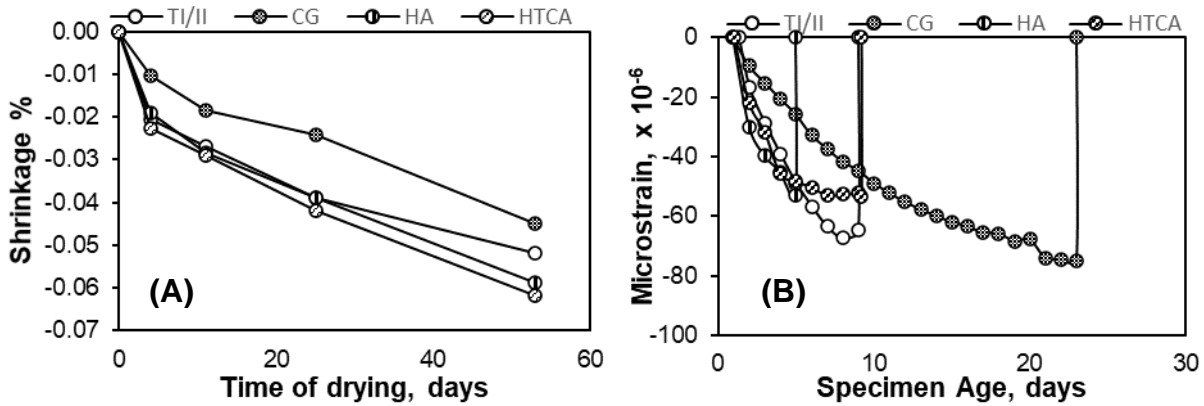 TI/II CG HA HTCA
0.00
-0.01
-0.02
-0.03
-0.04
-0.05
-0.06
-0.07
Shrinkage %
(A)
0 20 40 60
Time of drying, days
TI/II CG HA HTCA
0
-20
-40
-60
-80
-100
Microstrain, x 10⁻⁶
(B)
0 10 20 30
Specimen Age, days